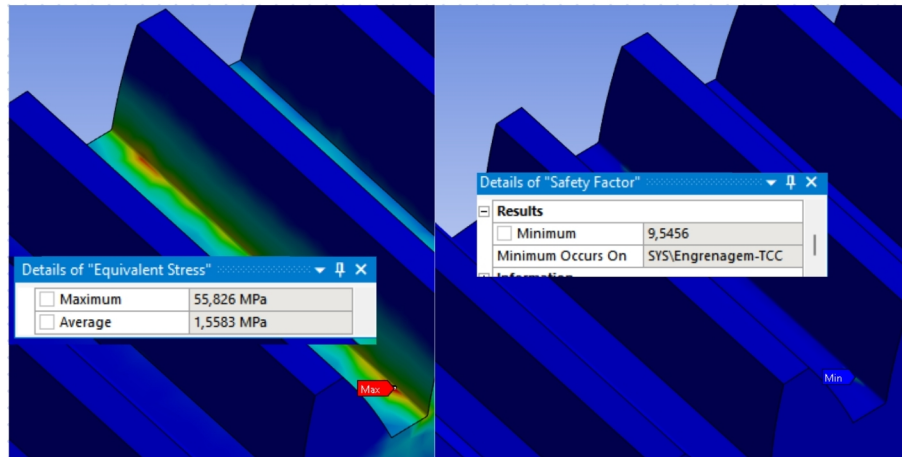 Details of "Equivalent Stress"
Maximum 55,826 MPa
Average 1,5583 MPa
Max
Details of "Safety Factor"
Results
Minimum 9,5456
Minimum Occurs On SYS\Engrenagem-TCC
Information
Min